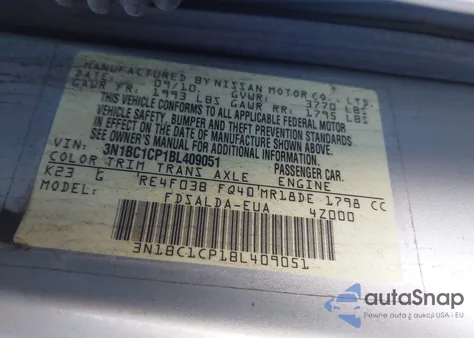 MANUFACTURED BY NISSAN MOTOR CO., LTD.
DATE: 09/10 GVWR: 3770 LBS
GAWR FR: 1993 LBS GAWR RR: 1795 LBS
THIS VEHICLE CONFORMS TO ALL APPLICABLE FEDERAL MOTOR
VEHICLE SAFETY, BUMPER, AND THEFT PREVENTION STANDARDS
IN EFFECT ON THE DATE OF MANUFACTURE SHOWN ABOVE.
SEE OWNER'S MANUAL FOR ADDITIONAL INFORMATION.
VIN: 3N1BC1CP1BL409051 PASSENGER CAR
COLOR TRIM TRANS AXLE ENGINE
K23 G RE4F03B FQ40 MR18DE 1798 CC
MODEL: FDSALDA-EUA 4Z000
3N1BC1CP1BL409051
autoSnap
Pewne auta z aukcji USA i EU